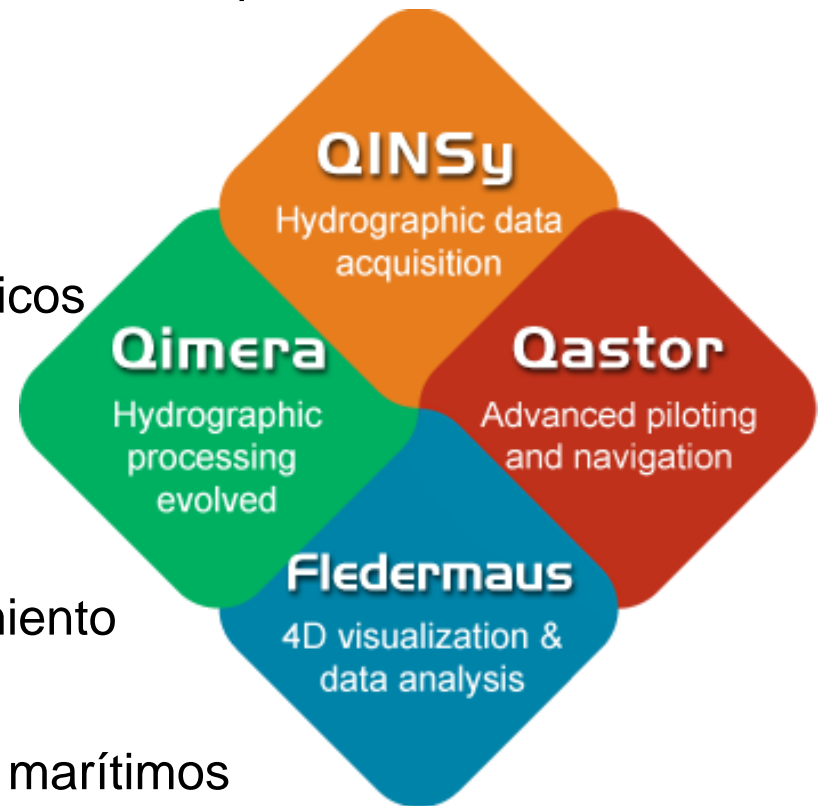 QINSy
Hydrographic data
acquisition
icos
Qimera
Hydrographic
processing
evolved
Qastor
Advanced piloting
and navigation
Fledermaus
4D visualization &
data analysis
iento
marítimos